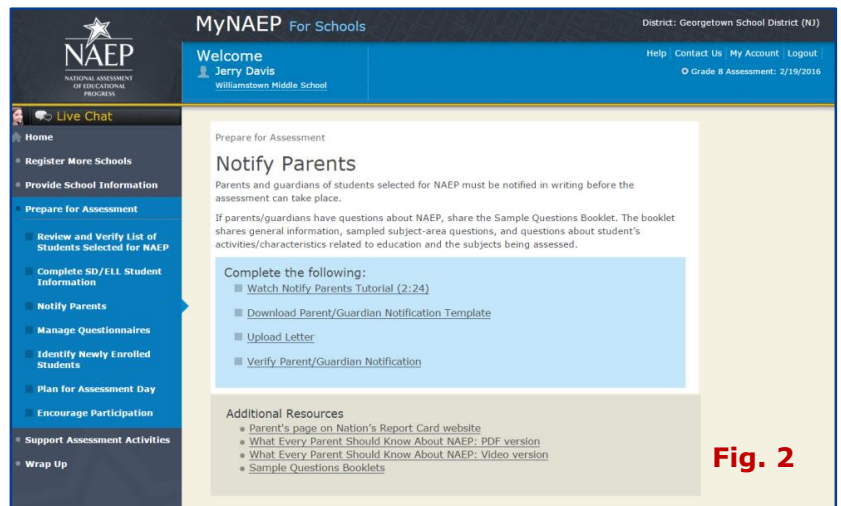 NAEP
NATIONAL ASSESSMENT
OF EDUCATIONAL
PROGRESS
MyNAEP For Schools
District: Georgetown School District (NJ)
Welcome
Jerry Davis
Williamstown Middle School
Help Contact Us My Account Logout
Grade 8 Assessment: 2/19/2016
Live Chat
Home
Register More Schools
Provide School Information
Prepare for Assessment
Review and Verify List of
Students Selected for NAEP
Complete SD/ELL Student
Information
Notify Parents
Manage Questionnaires
Identify Newly Enrolled
Students
Plan for Assessment Day
Encourage Participation
Support Assessment Activities
Wrap Up
Prepare for Assessment
Notify Parents
Parents and guardians of students selected for NAEP must be notified in writing before the
assessment can take place.
If parents/guardians have questions about NAEP, share the Sample Questions Booklet. The booklet
shares general information, sampled subject-area questions, and questions about student's
activities/characteristics related to education and the subjects being assessed.
Complete the following:
Watch Notify Parents Tutorial (2:24)
Download Parent/Guardian Notification Template
Upload Letter
Verify Parent/Guardian Notification
Additional Resources
Parent's page on Nation's Report Card website
What Every Parent Should Know About NAEP: PDF version
What Every Parent Should Know About NAEP: Video version
Sample Questions Booklets
Fig. 2